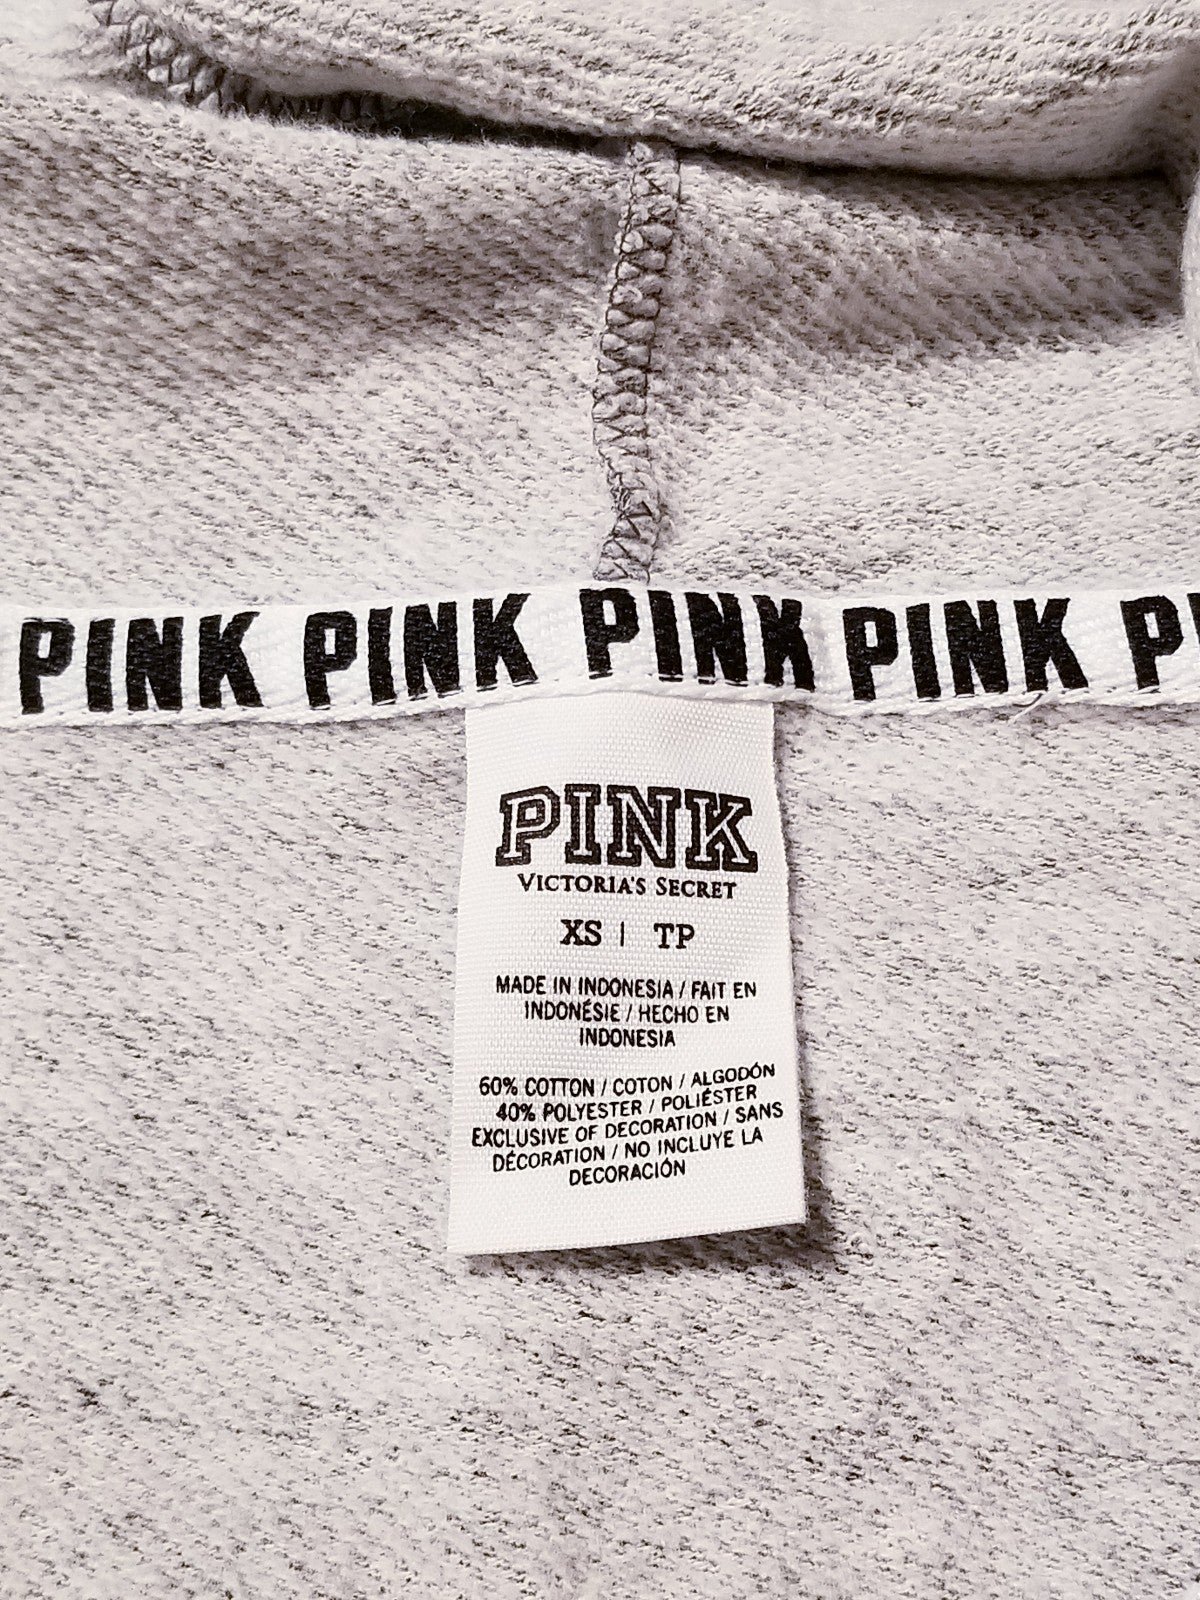 PINK PINK PINK PINK P
PINK
VICTORIA'S SECRET
XS | TP
MADE IN INDONESIA / FAIT EN
INDONÉSIE / HECHO EN
INDONESIA
60% COTTON / COTON / ALGODÓN
40% POLYESTER / POLIÉSTER
EXCLUSIVE OF DECORATION / SANS
DÉCORATION / NO INCLUYE LA
DECORACIÓN